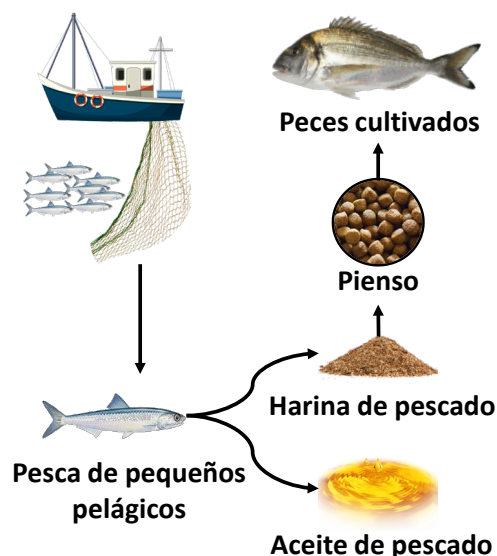 Peces cultivados
Pienso
Harina de pescado
Pesca de pequeños
pelágicos
Aceite de pescado